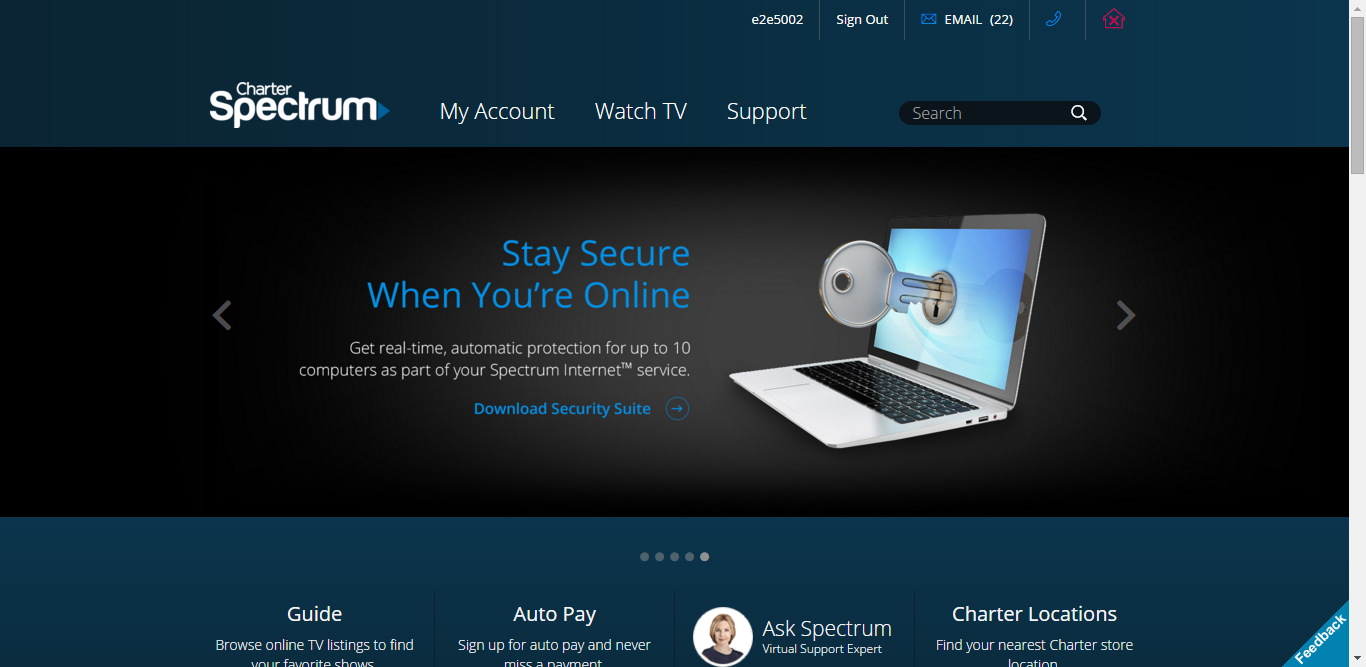 e2e5002
Sign Out
EMAIL (22)
Charter
Spectrum
My Account
Watch TV
Support
Search
Stay Secure
When You’re Online
Get real-time, automatic protection for up to 10
computers as part of your Spectrum Internet™ service.
Download Security Suite
Guide
Browse online TV listings to find
your favorite shows
Auto Pay
Sign up for auto pay and never
miss a payment
Ask Spectrum
Virtual Support Expert
Charter Locations
Find your nearest Charter store
location
Feedback